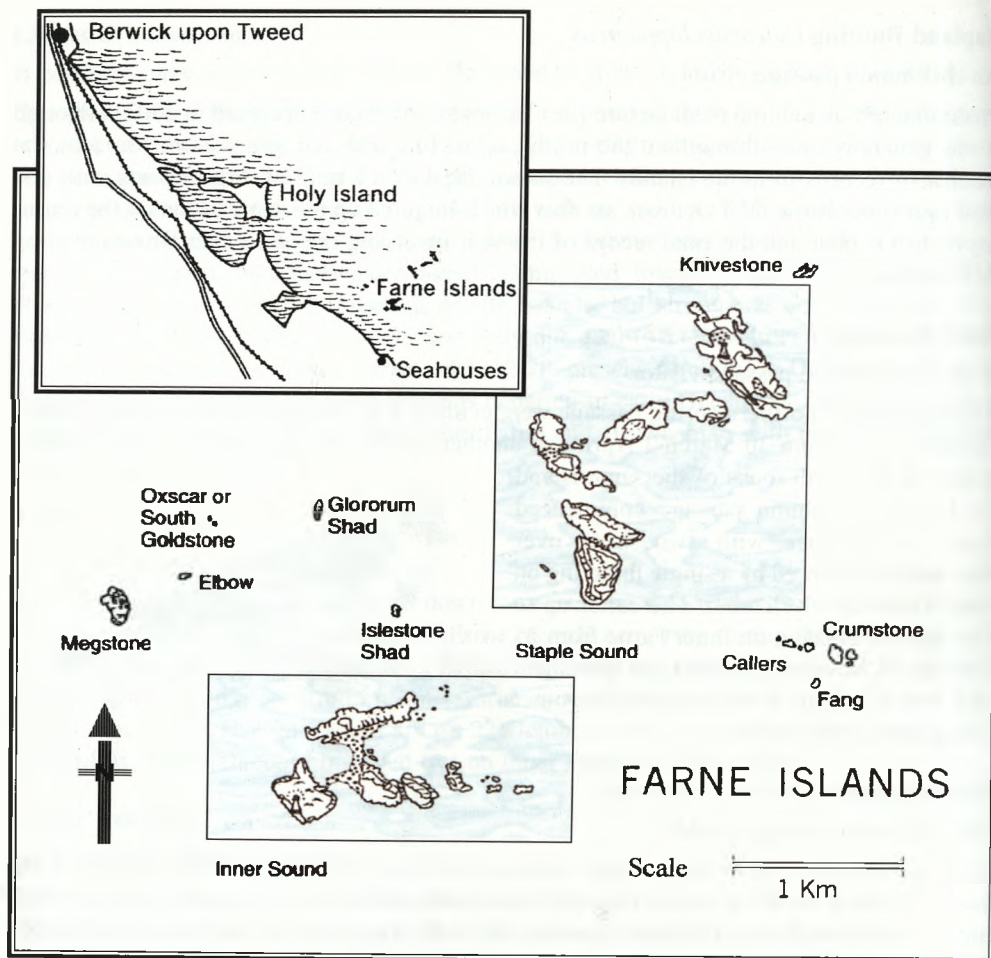 Berwick upon Tweed
Holy Island
Farne Islands
Seahouses
Knivestone
Oxscar or
South
Goldstone
Glororum
Shad
Elbow
Megstone
Islestone
Shad
Staple Sound
Crumstone
Callers
Fang
N
FARNE ISLANDS
Inner Sound
Scale
1 Km